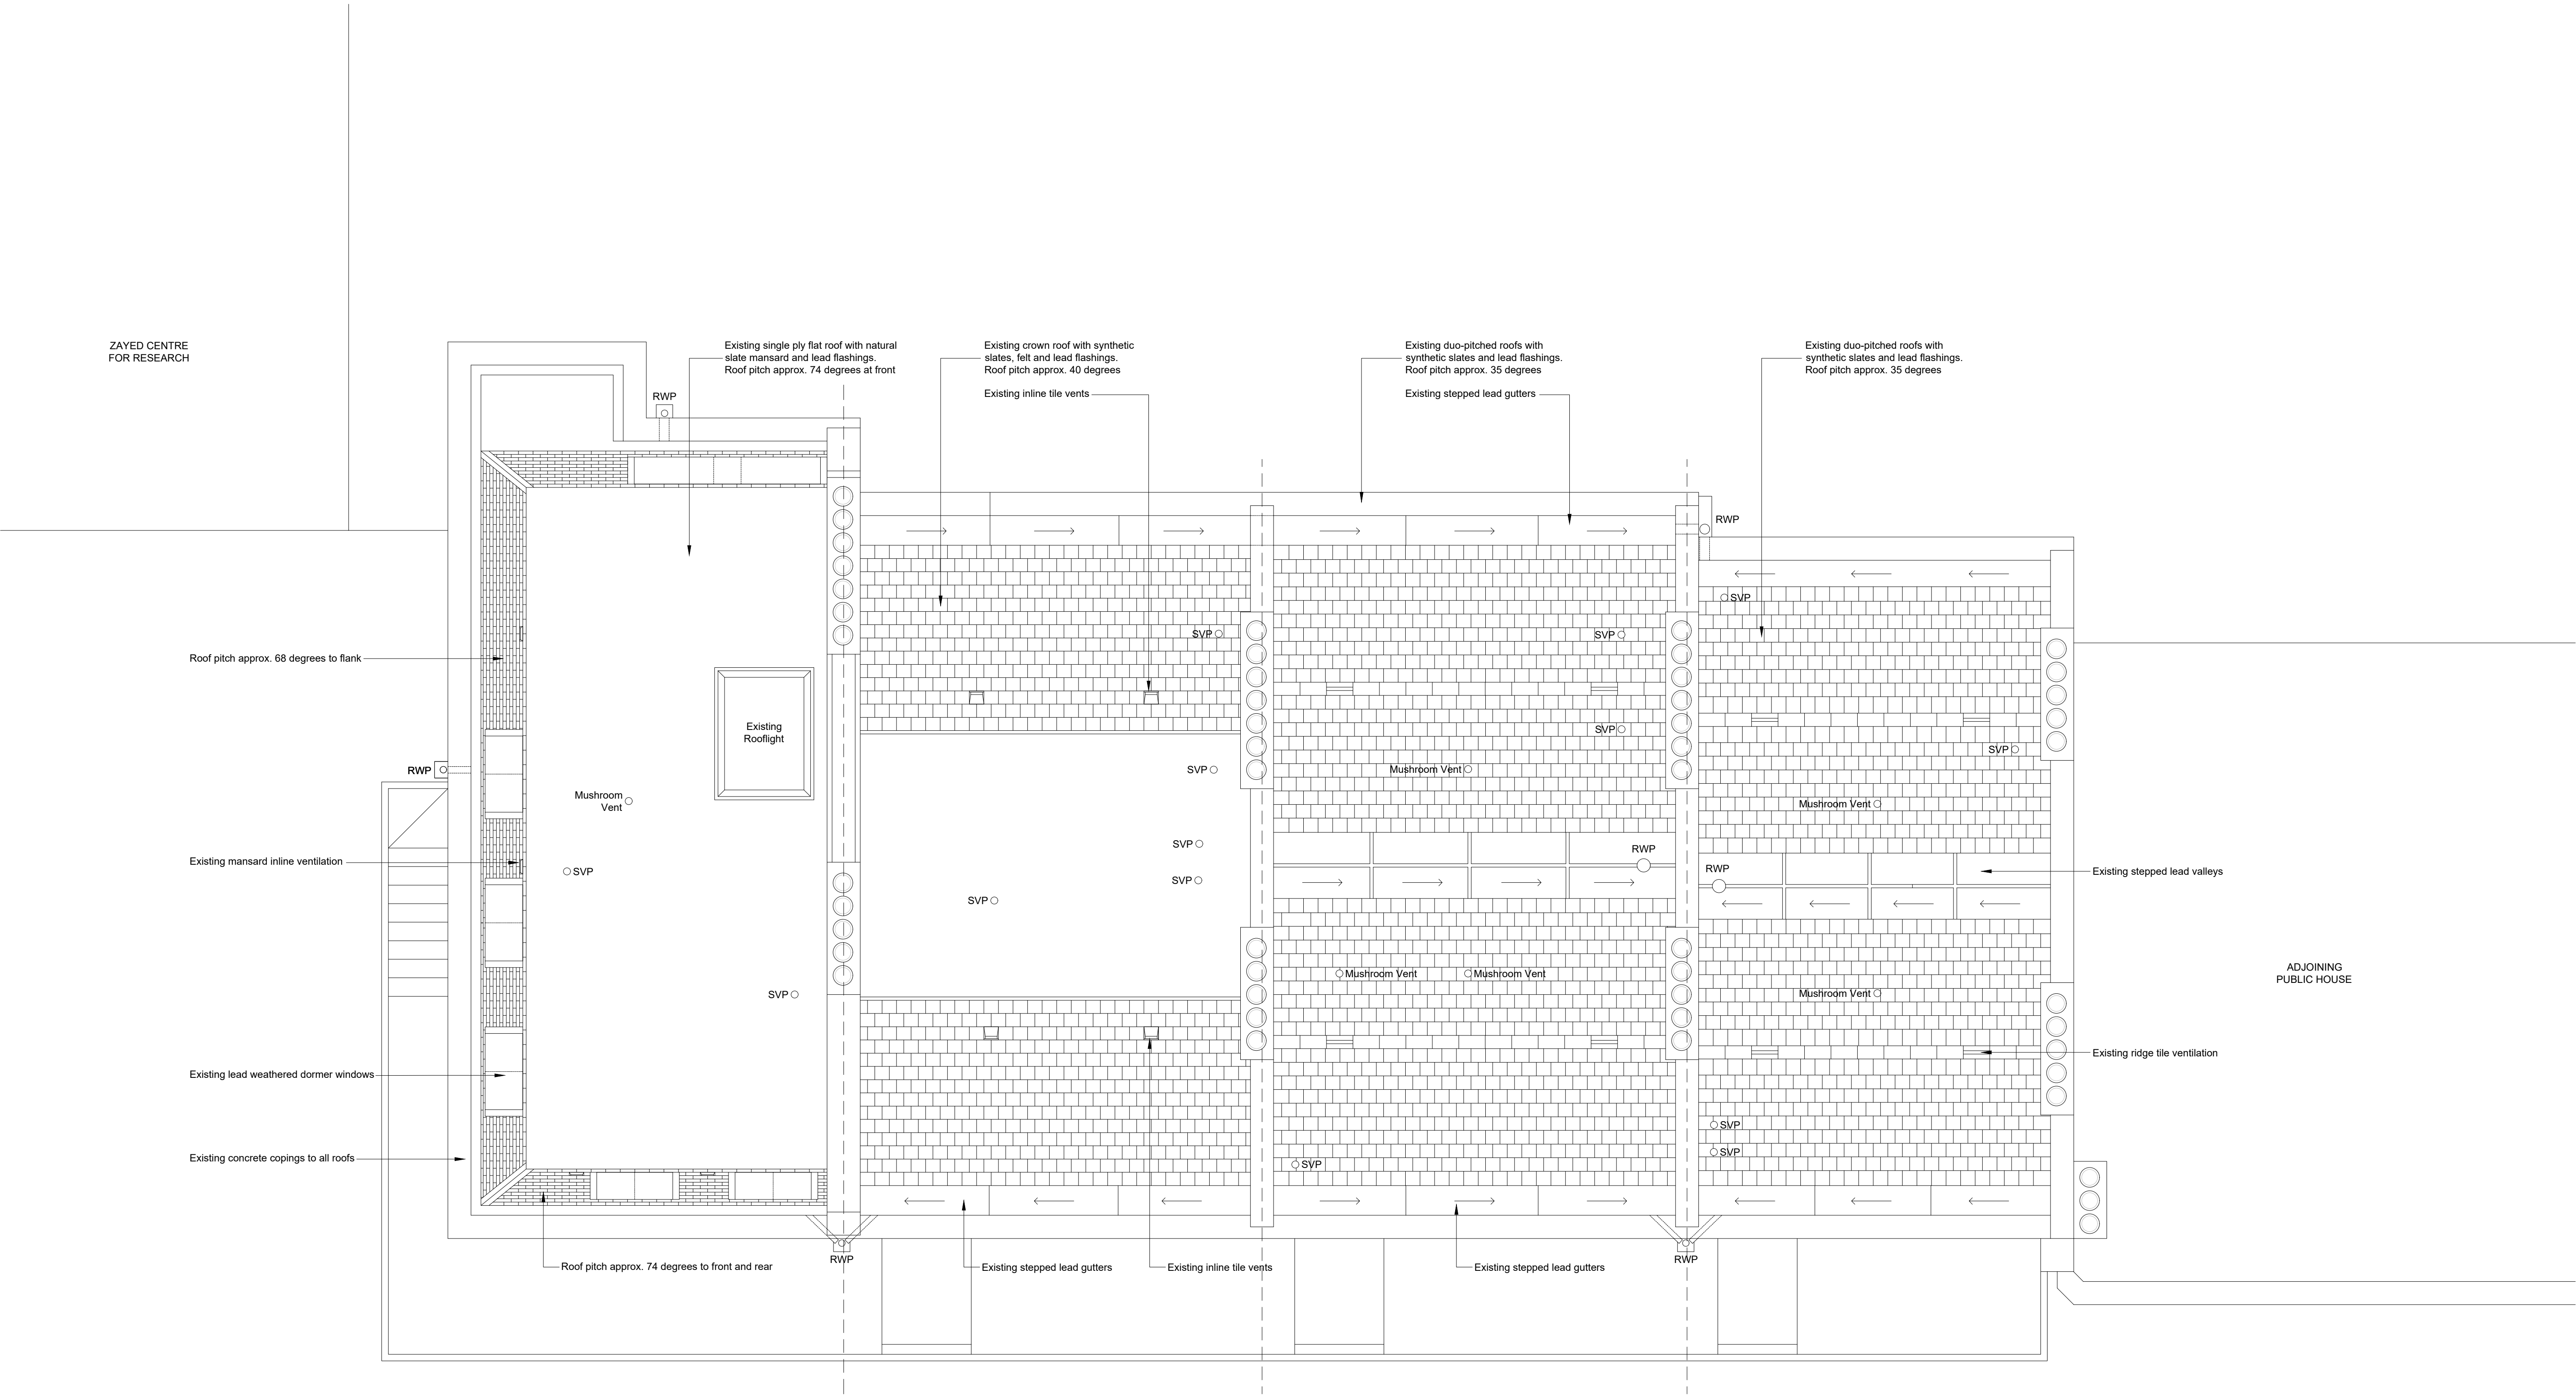 ZAYED CENTRE
FOR RESEARCH
Existing single ply flat roof with natural
slate mansard and lead flashings.
Roof pitch approx. 74 degrees at front
Existing crown roof with synthetic
slates, felt and lead flashings.
Roof pitch approx. 40 degrees
Existing inline tile vents
Existing duo-pitched roofs with
synthetic slates and lead flashings.
Roof pitch approx. 35 degrees
Existing stepped lead gutters
Existing duo-pitched roofs with
synthetic slates and lead flashings.
Roof pitch approx. 35 degrees
RWP
RWP
SVP
SVP
SVP
Roof pitch approx. 68 degrees to flank
Existing
Rooflight
SVP
SVP
RWP
SVP
Mushroom Vent
Mushroom
Vent
Mushroom Vent
SVP
RWP
Existing mansard inline ventilation
SVP
RWP
Existing stepped lead valleys
SVP
SVP
ADJOINING
PUBLIC HOUSE
Mushroom Vent
Mushroom Vent
SVP
Mushroom Vent
Existing ridge tile ventilation
Existing lead weathered dormer windows
SVP
SVP
Existing concrete copings to all roofs
SVP
RWP
RWP
Roof pitch approx. 74 degrees to front and rear
Existing stepped lead gutters
Existing inline tile vents
Existing stepped lead gutters